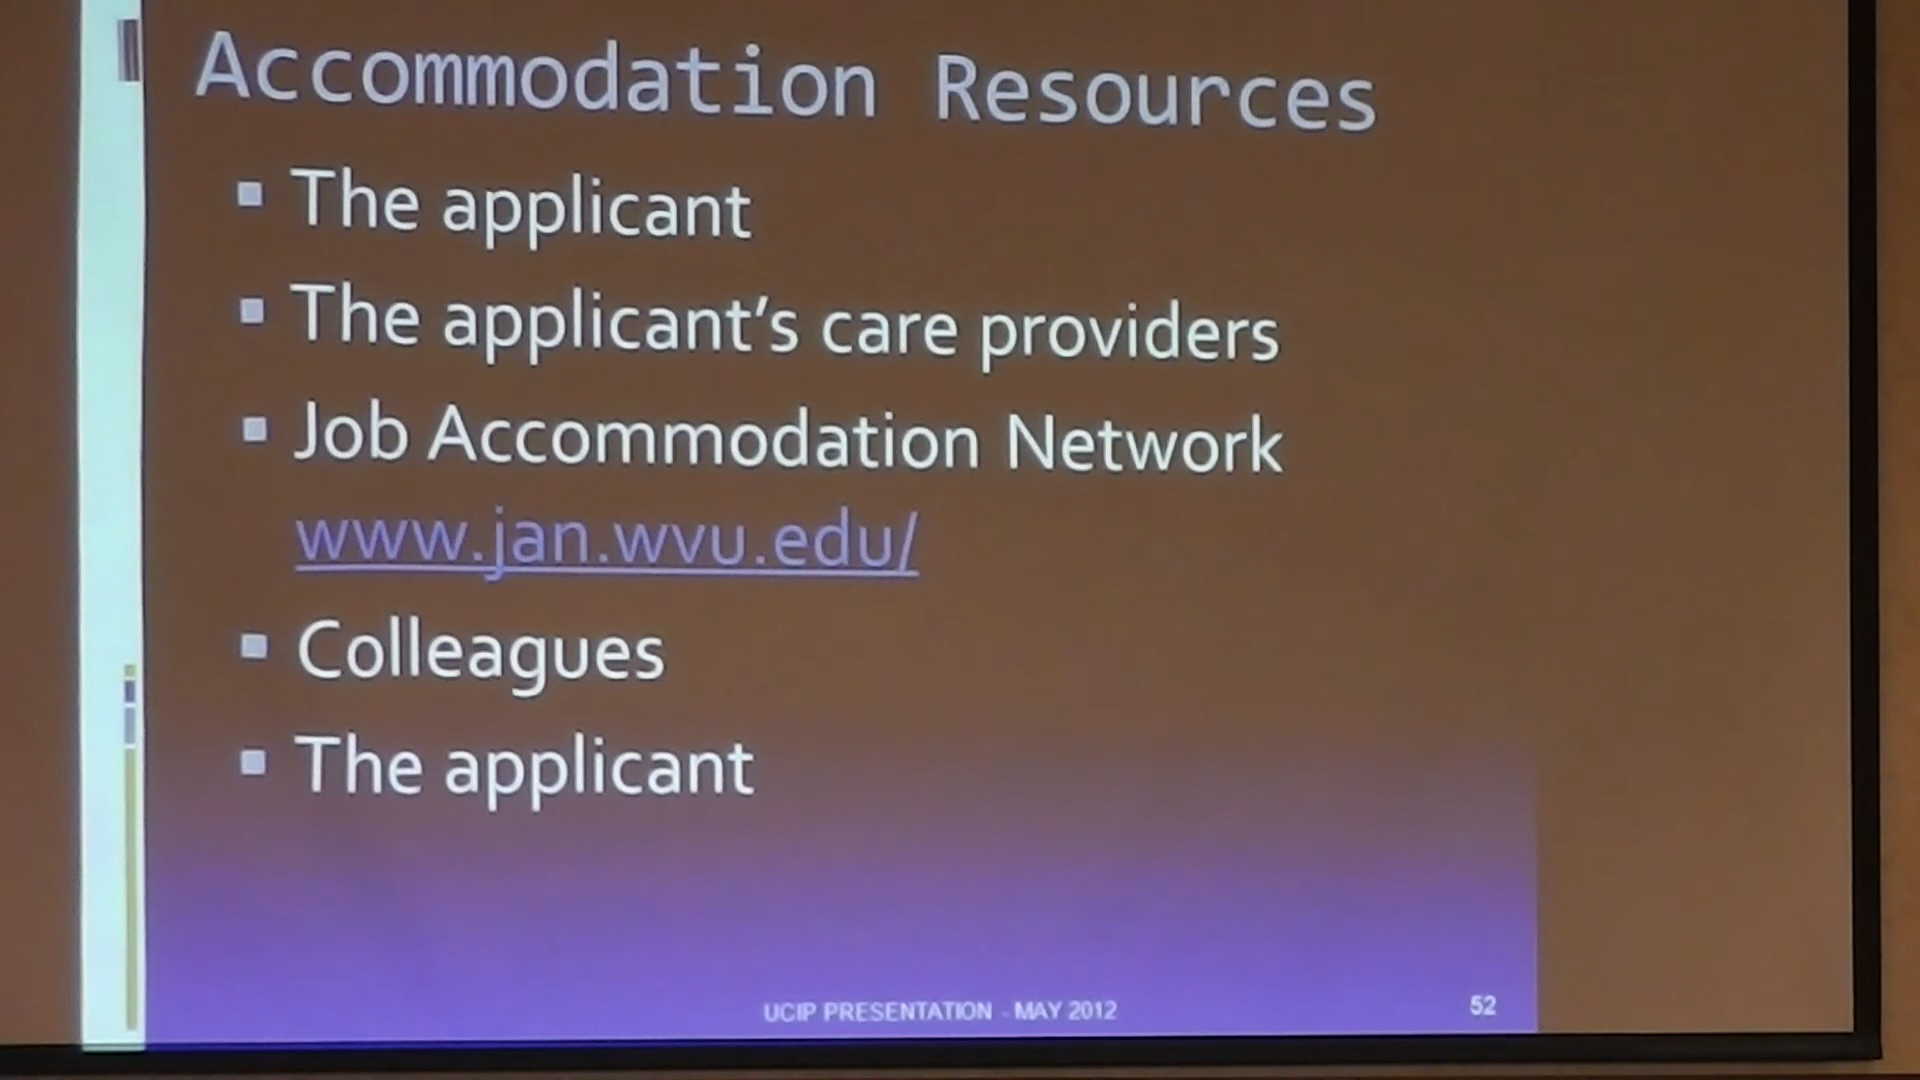 Accommodation Resources
The applicant
The applicant's care providers
Job Accommodation Network
www.jan.wvu.edu/
Colleagues
The applicant
UCIP PRESENTATION - MAY 2012
52